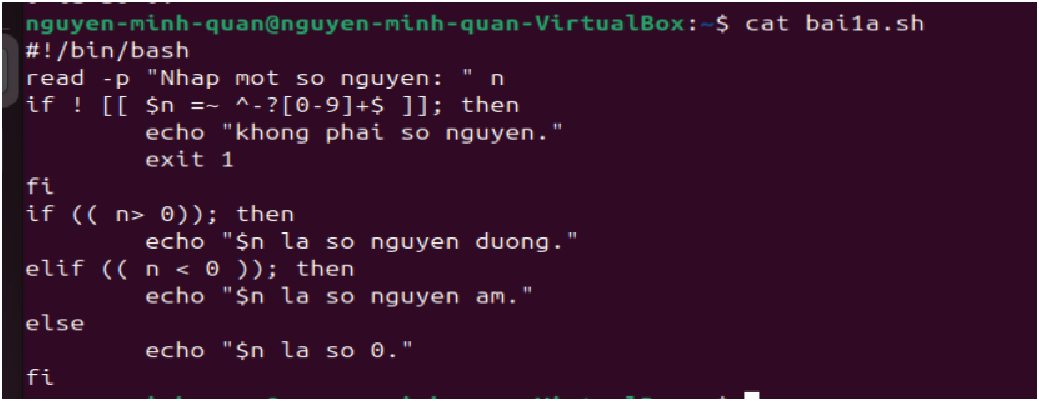 nguyen-minh-quan@nguyen-minh-quan-VirtualBox:~$ cat bai1a.sh
#!/bin/bash
read -p "Nhap mot so nguyen: " n
if ! [[ $n =~ ^-?[0-9]+$ ]]; then
        echo "khong phai so nguyen."
        exit 1
fi
if (( n> 0)); then
        echo "$n la so nguyen duong."
elif (( n < 0 )); then
        echo "$n la so nguyen am."
else
        echo "$n la so 0."
fi